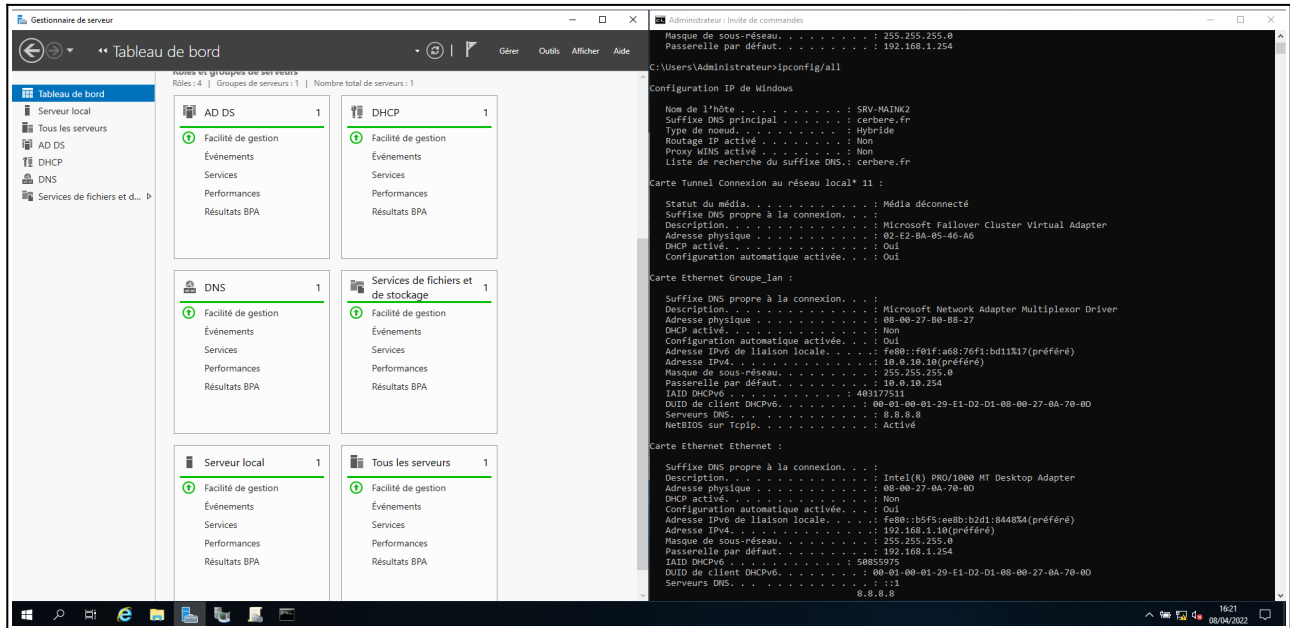 Gestionnaire de serveur
Tableau de bord
Gérer Outils Afficher Aide
Tableau de bord
Serveur local
Tous les serveurs
AD DS
DHCP
DNS
Services de fichiers et d...
Rôles et groupes de serveurs
Rôles : 4 | Groupes de serveurs : 1 | Nombre total de serveurs : 1
AD DS 1
Facilité de gestion
Événements
Services
Performances
Résultats BPA
DHCP 1
Facilité de gestion
Événements
Services
Performances
Résultats BPA
DNS 1
Facilité de gestion
Événements
Services
Performances
Résultats BPA
Services de fichiers et
de stockage 1
Facilité de gestion
Événements
Services
Performances
Résultats BPA
Serveur local 1
Facilité de gestion
Événements
Services
Performances
Résultats BPA
Tous les serveurs 1
Facilité de gestion
Événements
Services
Performances
Résultats BPA
Administrateur : Invite de commandes
Masque de sous-réseau. . . . . . . . . : 255.255.255.0
Passerelle par défaut. . . . . . . . . : 192.168.1.254
C:\Users\Administrateur>ipconfig/all
Configuration IP de Windows
Nom de l'hôte . . . . . . . . . . : SRV-MAINK2
Suffixe DNS principal . . . . . . : cerbere.fr
Type de noeud. . . . . . . . . . : Hybride
Routage IP activé . . . . . . . . : Non
Proxy WINS activé . . . . . . . . : Non
Liste de recherche du suffixe DNS.: cerbere.fr
Carte Tunnel Connexion au réseau local* 11 :
Statut du média. . . . . . . . . . . . : Média déconnecté
Suffixe DNS propre à la connexion. . . :
Description. . . . . . . . . . . . . . : Microsoft Failover Cluster Virtual Adapter
Adresse physique . . . . . . . . . . . : 02-E2-BA-05-46-A6
DHCP activé. . . . . . . . . . . . . . : Oui
Configuration automatique activée. . . : Oui
Carte Ethernet Groupe_lan :
Suffixe DNS propre à la connexion. . . :
Description. . . . . . . . . . . . . . : Microsoft Network Adapter Multiplexor Driver
Adresse physique . . . . . . . . . . . : 08-00-27-B0-B8-27
DHCP activé. . . . . . . . . . . . . . : Non
Configuration automatique activée. . . : Oui
Adresse IPv6 de liaison locale. . . . .: fe80::f01f:a68:76f1:bd11%17(préféré)
Adresse IPv4. . . . . . . . . . . . . .: 10.0.10.10(préféré)
Masque de sous-réseau. . . . . . . . . : 255.255.255.0
Passerelle par défaut. . . . . . . . . : 10.0.10.254
IAID DHCPv6 . . . . . . . . . . . : 403177511
DUID de client DHCPv6. . . . . . . . : 00-01-00-01-29-E1-D2-D1-08-00-27-0A-70-0D
Serveurs DNS. . . . . . . . . . . . . : 8.8.8.8
NetBIOS sur Tcpip. . . . . . . . . . . : Activé
Carte Ethernet Ethernet :
Suffixe DNS propre à la connexion. . . :
Description. . . . . . . . . . . . . . : Intel(R) PRO/1000 MT Desktop Adapter
Adresse physique . . . . . . . . . . . : 08-00-27-0A-70-0D
DHCP activé. . . . . . . . . . . . . . : Non
Configuration automatique activée. . . : Oui
Adresse IPv6 de liaison locale. . . . .: fe80::b5f5:ee8b:b2d1:8448%4(préféré)
Adresse IPv4. . . . . . . . . . . . . .: 192.168.1.10(préféré)
Masque de sous-réseau. . . . . . . . . : 255.255.255.0
Passerelle par défaut. . . . . . . . . : 192.168.1.254
IAID DHCPv6 . . . . . . . . . . . : 50855975
DUID de client DHCPv6. . . . . . . . : 00-01-00-01-29-E1-D2-D1-08-00-27-0A-70-0D
Serveurs DNS. . . . . . . . . . . . . : ::1
8.8.8.8
16:21
08/04/2022